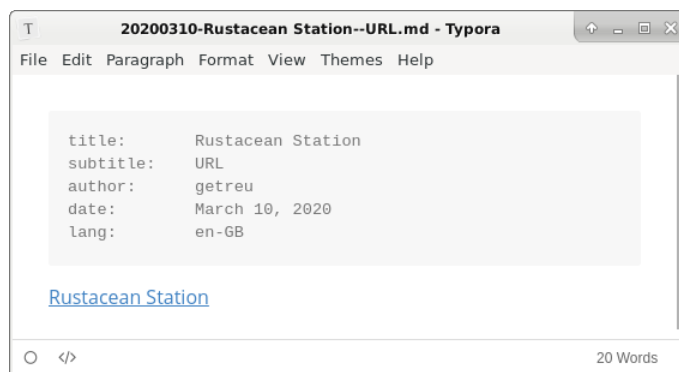 T 20200310-Rustacean Station--URL.md - Typora
File Edit Paragraph Format View Themes Help
title: Rustacean Station
subtitle: URL
author: getreu
date: March 10, 2020
lang: en-GB
Rustacean Station
</> 20 Words